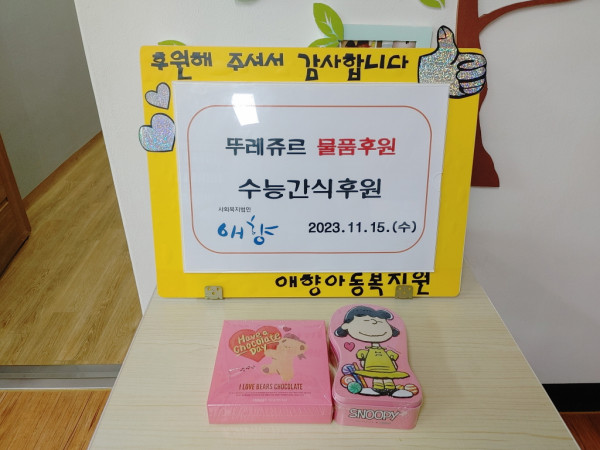 후원해 주셔서 감사합니다
뚜레쥬르 물품후원
수능간식후원
사회복지법인
애향 2023.11.15.(수)
애향아동복지원
Have a
Chocolate
Day
I LOVE BEARS CHOCOLATE
SNOOPY